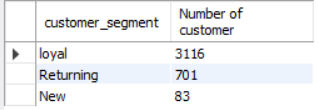 customer_segment Number of
customer
loyal 3116
Returning 701
New 83